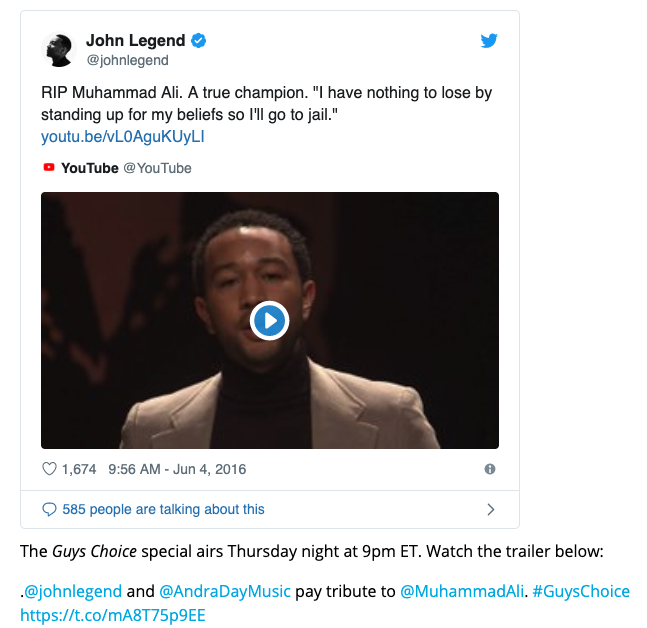 John Legend
@johnlegend
RIP Muhammad Ali. A true champion. "I have nothing to lose by
standing up for my beliefs so I'll go to jail."
youtu.be/vL0AguKUyLI
YouTube @YouTube
1,674 9:56 AM - Jun 4, 2016
585 people are talking about this
The Guys Choice special airs Thursday night at 9pm ET. Watch the trailer below:
.@johnlegend and @AndraDayMusic pay tribute to @MuhammadAli. #GuysChoice
https://t.co/mA8T75p9EE